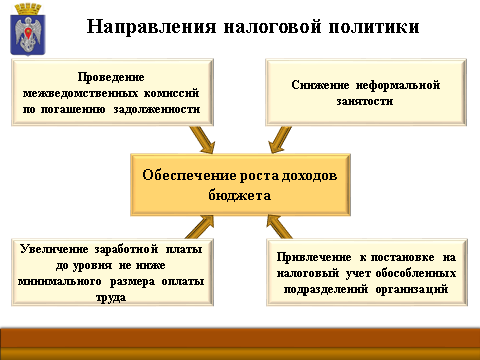 Направления налоговой политики
Проведение
межведомственных комиссий
по погашению задолженности
Снижение неформальной
занятости
Обеспечение роста доходов
бюджета
Увеличение заработной платы
до уровня не ниже
минимального размера оплаты
труда
Привлечение к постановке на
налоговый учет обособленных
подразделений организаций